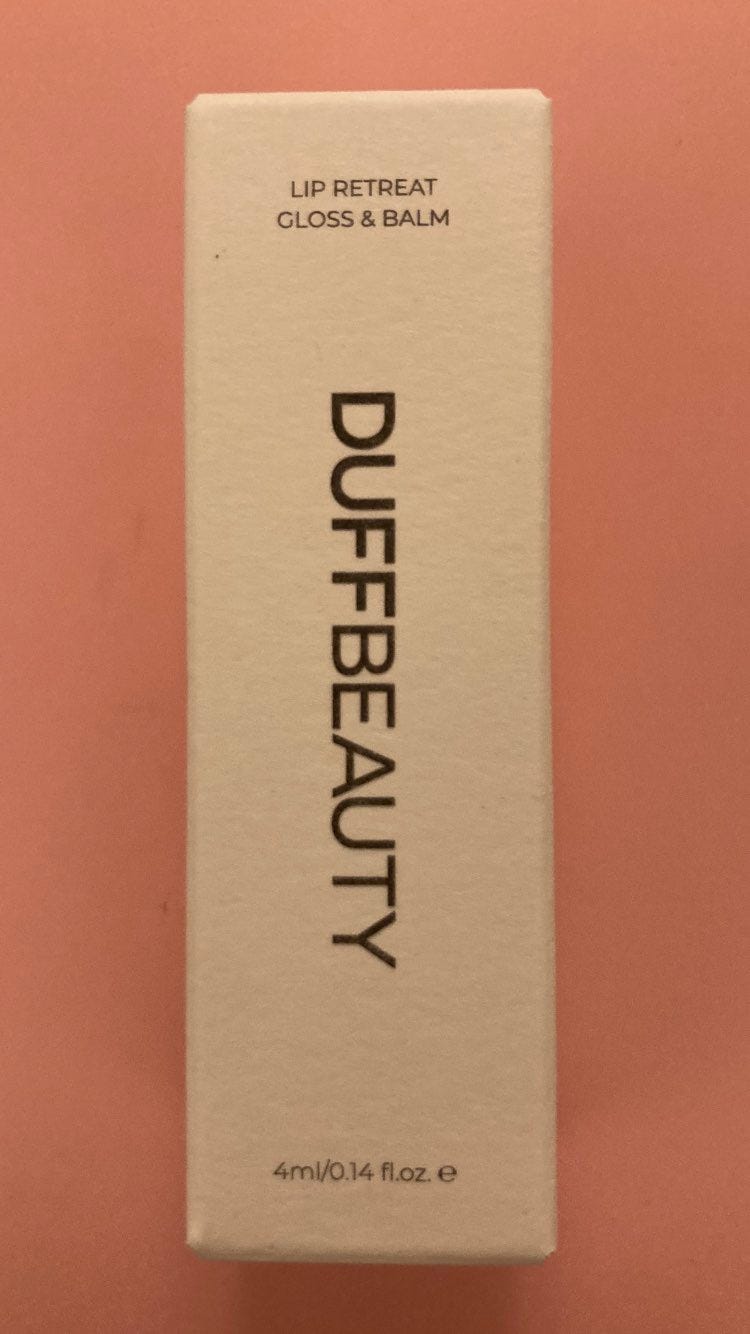 LIP RETREAT
GLOSS & BALM
DUFFBEAUTY
4ml/0.14 fl.oz. ℮